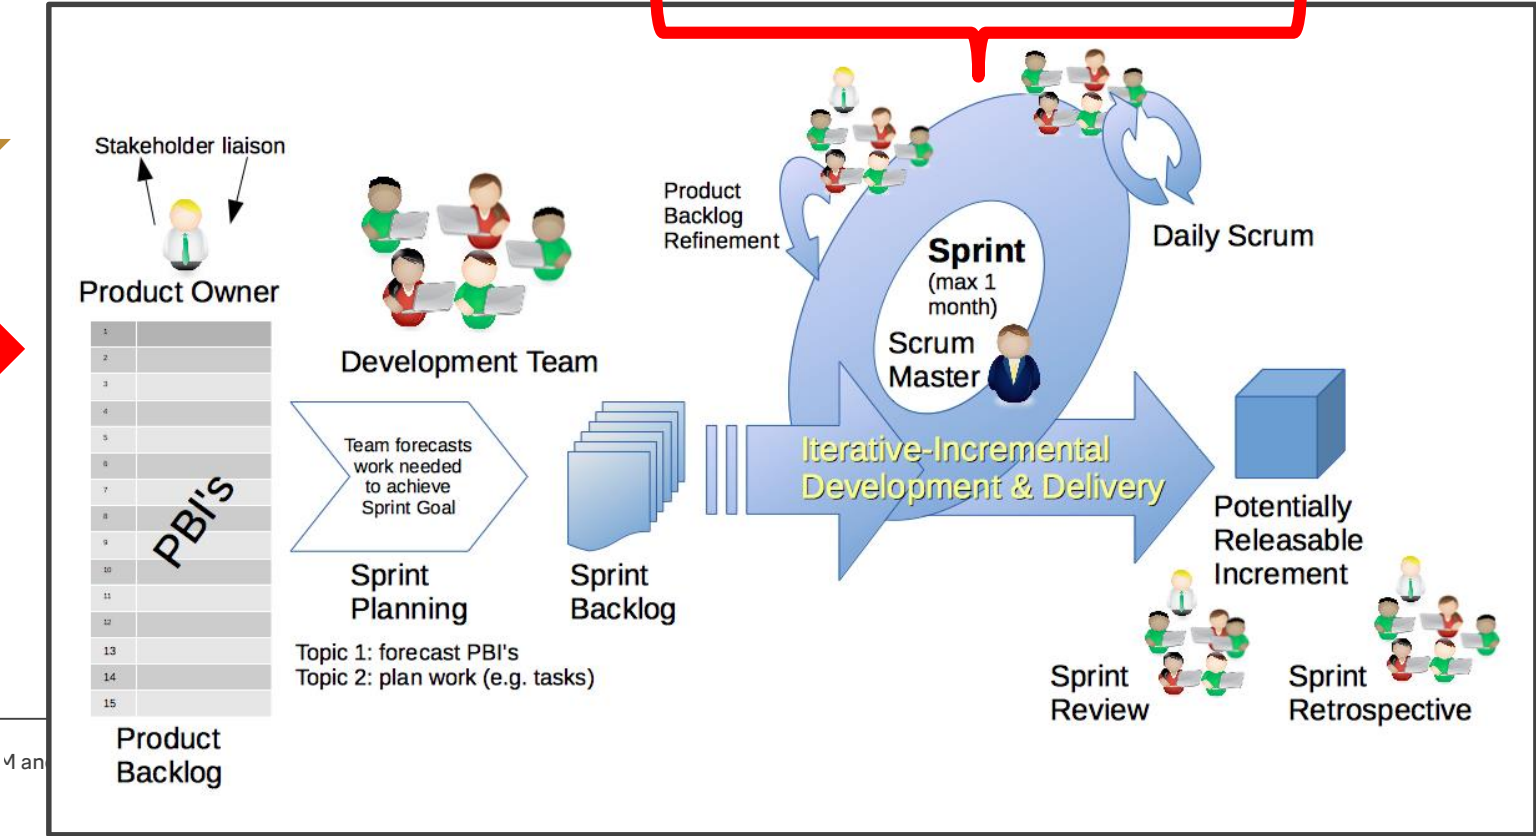 Stakeholder liaison
Product Owner
1
2
3
4
5
6
7
8
9
10
11
12
13
14
15
PBI's
Product
Backlog
Development Team
Team forecasts
work needed
to achieve
Sprint Goal
Sprint
Planning
Topic 1: forecast PBI's
Topic 2: plan work (e.g. tasks)
Sprint
Backlog
Product
Backlog
Refinement
Sprint
(max 1
month)
Scrum
Master
Daily Scrum
Iterative-Incremental
Development & Delivery
Potentially
Releasable
Increment
Sprint
Review
Sprint
Retrospective